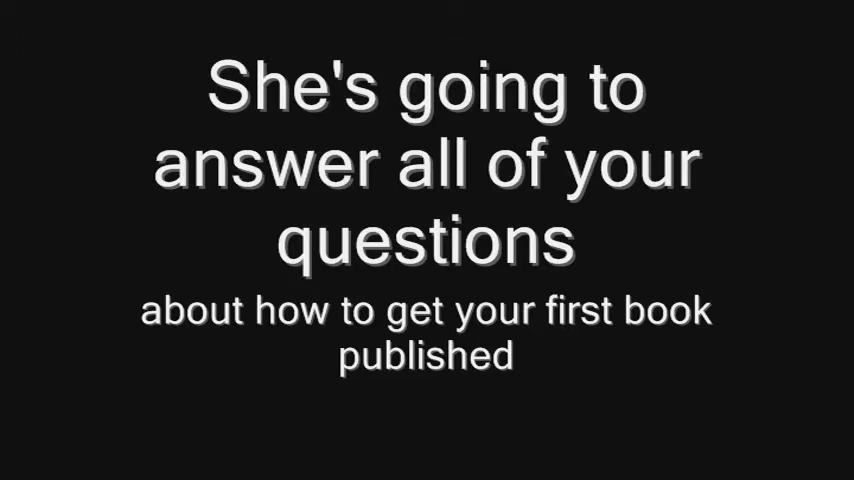 She's going to
answer all of your
questions
about how to get your first book
published